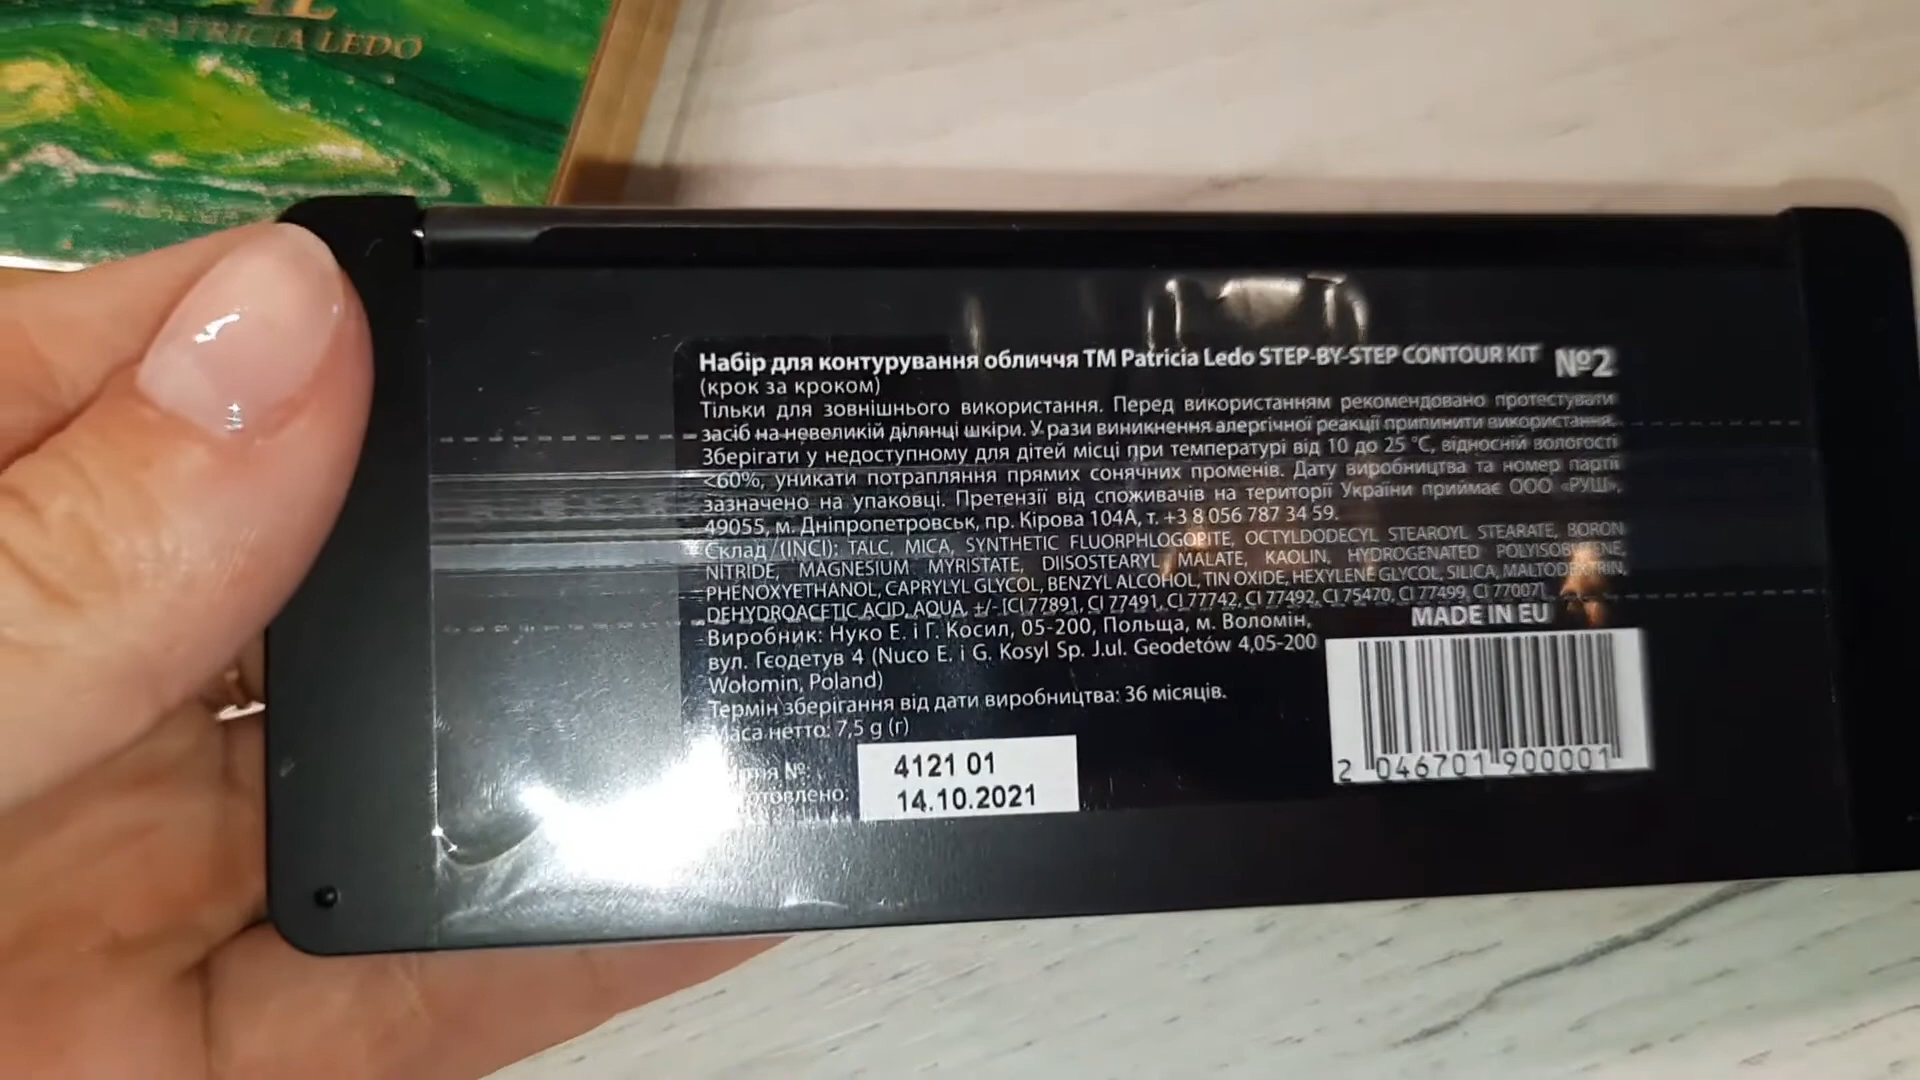 PATRICIA LEDO
Набір для контурування обличчя ТМ Patricia Ledo STEP-BY-STEP CONTOUR KIT №2
(крок за кроком)
Тільки для зовнішнього використання. Перед використанням рекомендовано протестувати
засіб на невеликій ділянці шкіри. У рази виникнення алергічної реакції припинити використання.
Зберігати у недоступному для дітей місці при температурі від 10 до 25 °С, відносній вологості
<60%, уникати потрапляння прямих сонячних променів. Дату виробництва та номер партії
зазначено на упаковці. Претензії від споживачів на території України приймає ООО «РУШ»,
49055, м. Дніпропетровськ, пр. Кірова 104А, т. +3 8 056 787 34 59.
Склад (INCI): TALC, MICA, SYNTHETIC FLUORPHLOGOPITE, OCTYLDODECYL STEAROYL STEARATE, BORON
NITRIDE, MAGNESIUM MYRISTATE, DIISOSTEARYL MALATE, KAOLIN, HYDROGENATED POLYISOBUTENE,
PHENOXYETHANOL, CAPRYLYL GLYCOL, BENZYL ALCOHOL, TIN OXIDE, HEXYLENE GLYCOL, SILICA, MALTODEXTRIN,
DEHYDROACETIC ACID, AQUA, +/- [CI 77891, CI 77491, CI 77742, CI 77492, CI 75470, CI 77499, CI 77007]
MADE IN EU
Виробник: Нуко Е. і Г. Косил, 05-200, Польща, м. Воломін,
вул. Гєодетув 4 (Nuco E. i G. Kosyl Sp. J.ul. Geodetów 4,05-200
Wołomin, Poland)
Термін зберігання від дати виробництва: 36 місяців.
Маса нетто: 7,5 g (г)
№:
4121 01
14.10.2021
2 046701 900001